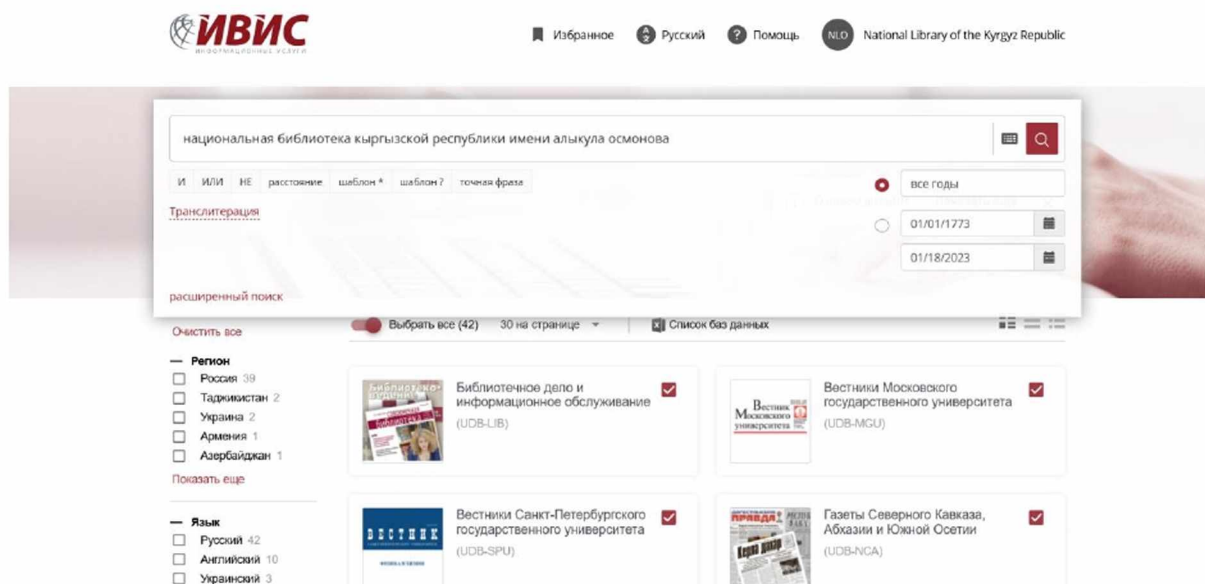 ИВИС
ИНФОРМАЦИОННЫЕ УСЛУГИ
Избранное
Русский
? Помощь
NLO National Library of the Kyrgyz Republic
национальная библиотека кыргызской республики имени алыкула осмонова
И ИЛИ НЕ расстояние шаблон * шаблон ? точная фраза
все годы
Транслитерация
01/01/1773
01/18/2023
расширенный поиск
Очистить все
Выбрать все (42) 30 на странице Список баз данных
— Регион
Россия 39
Таджикистан 2
Украина 2
Армения 1
Азербайджан 1
Показать еще
— Язык
Русский 42
Английский 10
Украинский 3
Библиотечное дело и
информационное обслуживание
(UDB-LIB)
Вестник
Московского
университета
Вестники Московского
государственного университета
(UDB-MGU)
ВЕСТНИК
Вестники Санкт-Петербургского
государственного университета
(UDB-SPU)
Газеты Северного Кавказа,
Абхазии и Южной Осетии
(UDB-NCA)